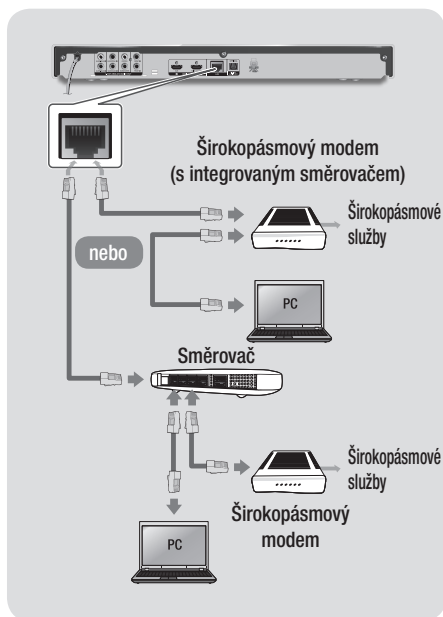 Širokopásmový modem
(s integrovaným směrovačem)
Širokopásmové
služby
nebo
PC
Směrovač
Širokopásmové
služby
Širokopásmový
modem
PC